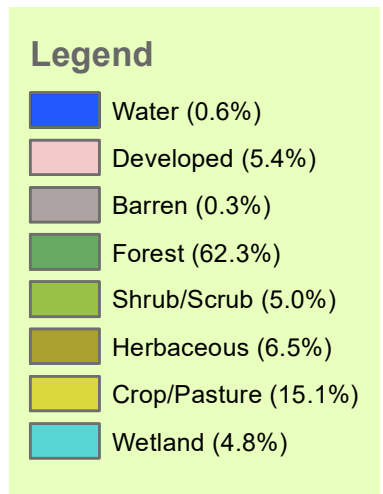 Legend
Water (0.6%)
Developed (5.4%)
Barren (0.3%)
Forest (62.3%)
Shrub/Scrub (5.0%)
Herbaceous (6.5%)
Crop/Pasture (15.1%)
Wetland (4.8%)